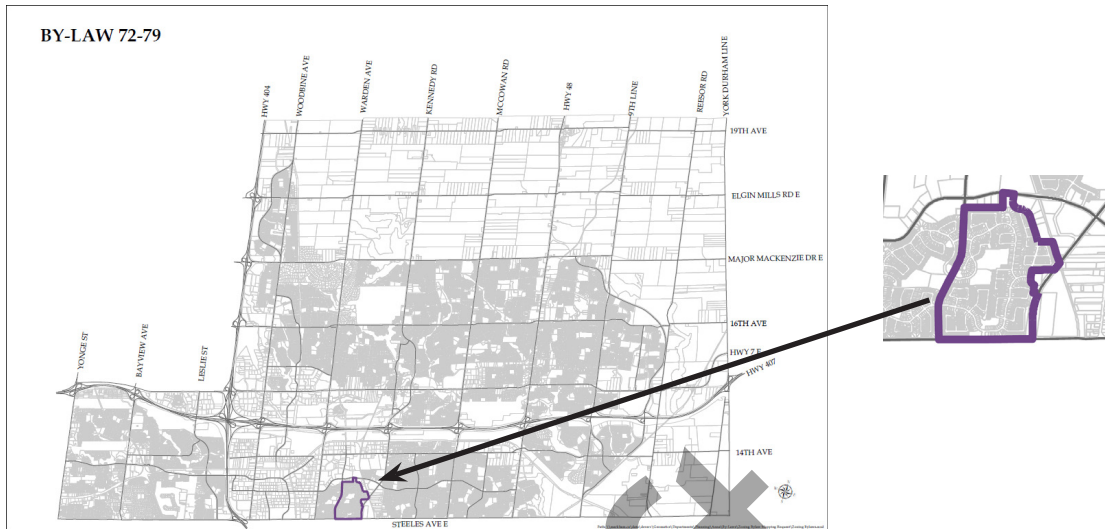 BY-LAW 72-79
HWY 404
WOODBINE AVE
WARDEN AVE
KENNEDY RD
MCCOWAN RD
HWY 48
9TH LINE
REESOR RD
YORK DURHAM LINE
19TH AVE
ELGIN MILLS RD E
MAJOR MACKENZIE DR E
16TH AVE
HWY 7 E
HWY 407
YONGE ST
BAYVIEW AVE
LESLIE ST
14TH AVE
STEELES AVE E